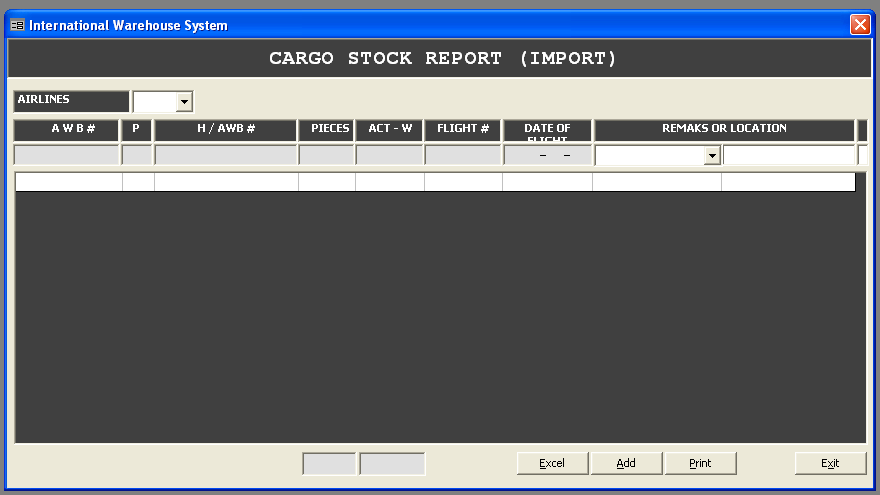 International Warehouse System
CARGO STOCK REPORT (IMPORT)
AIRLINES
A W B # P H / AWB # PIECES ACT - W FLIGHT # DATE OF FLIGHT REMAKS OR LOCATION
– –
Excel Add Print Exit